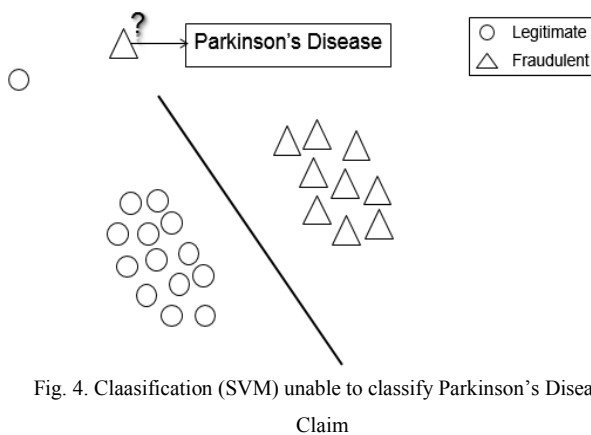 ?
Parkinson's Disease
Legitimate
Fraudulent
Fig. 4. Claasification (SVM) unable to classify Parkinson's Disea
Claim